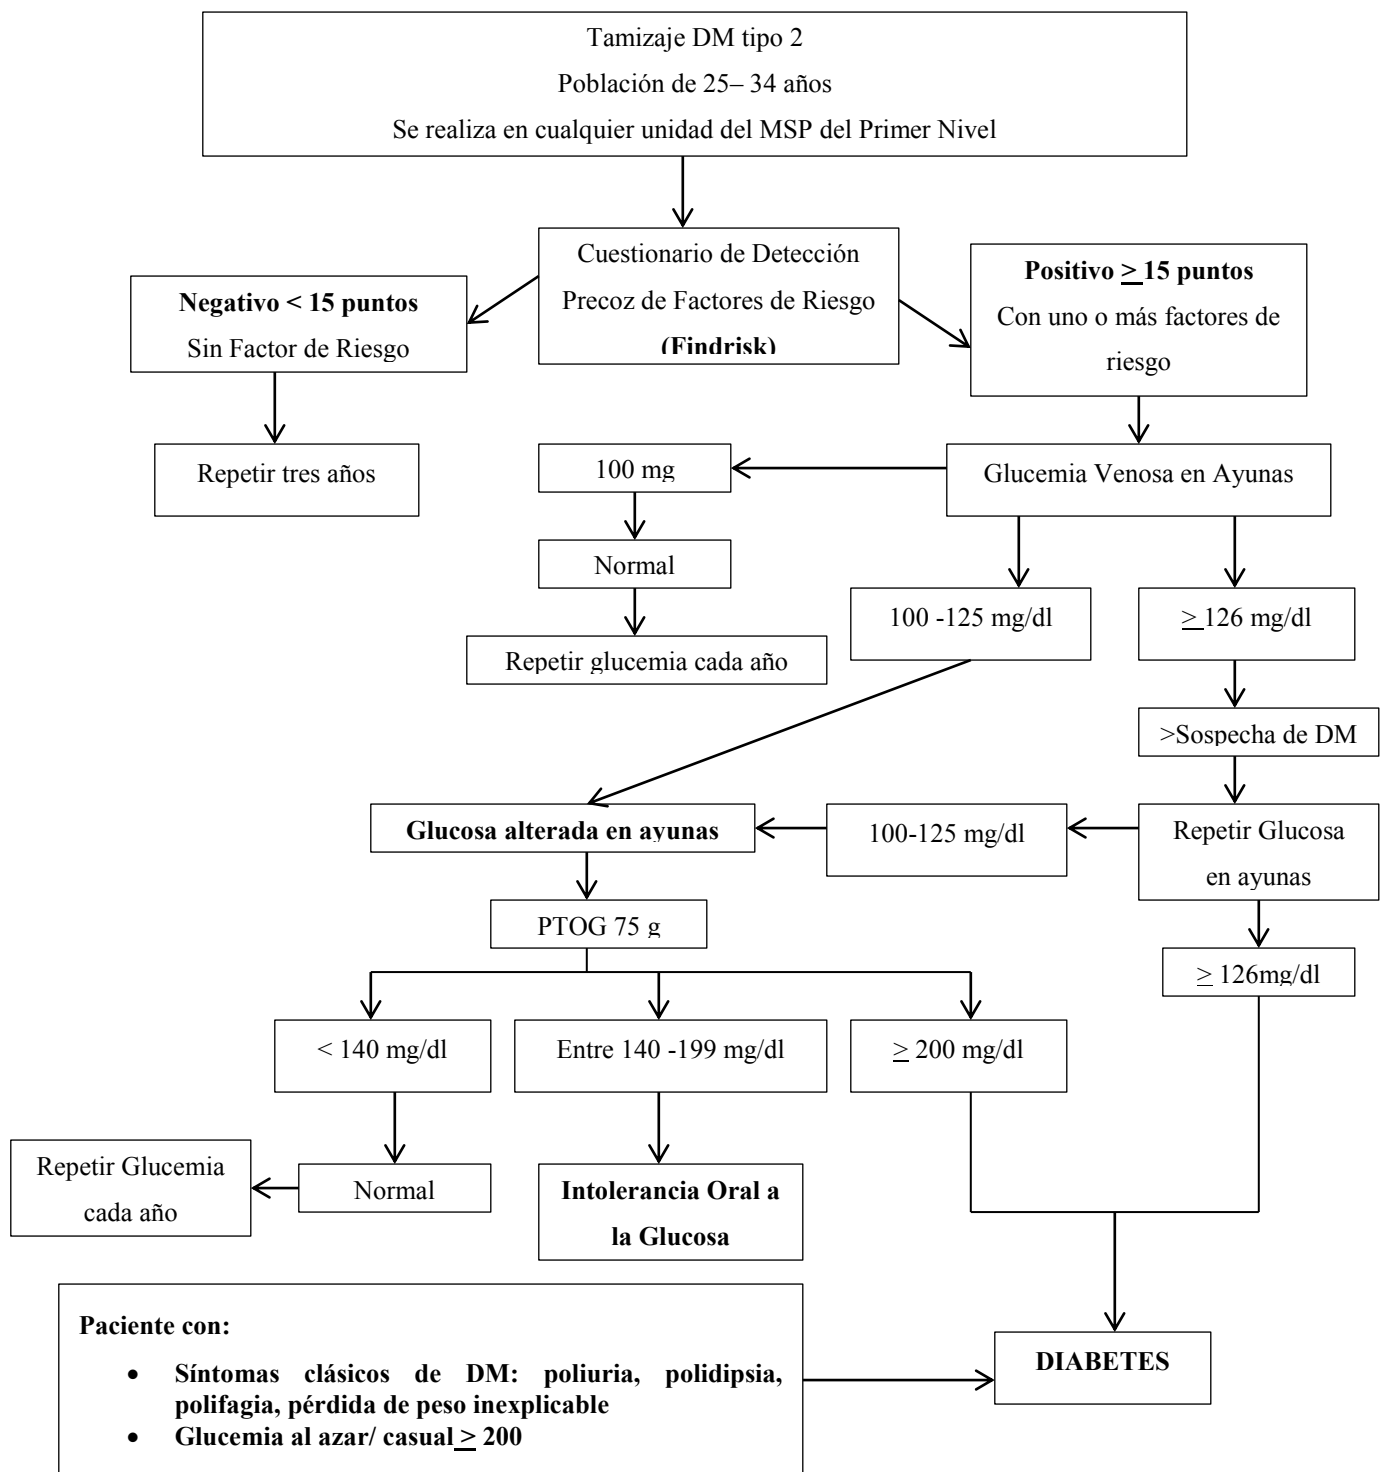 Tamizaje DM tipo 2
Población de 25– 34 años
Se realiza en cualquier unidad del MSP del Primer Nivel
Cuestionario de Detección
Precoz de Factores de Riesgo
(Findrisk)
Negativo < 15 puntos
Sin Factor de Riesgo
Positivo ≥ 15 puntos
Con uno o más factores de
riesgo
Repetir tres años
100 mg
Glucemia Venosa en Ayunas
Normal
100 -125 mg/dl
≥ 126 mg/dl
Repetir glucemia cada año
>Sospecha de DM
Glucosa alterada en ayunas
100-125 mg/dl
Repetir Glucosa
en ayunas
PTOG 75 g
≥ 126mg/dl
< 140 mg/dl
Entre 140 -199 mg/dl
≥ 200 mg/dl
Repetir Glucemia
cada año
Normal
Intolerancia Oral a
la Glucosa
Paciente con:
• Síntomas clásicos de DM: poliuria, polidipsia,
polifagia, pérdida de peso inexplicable
• Glucemia al azar/ casual ≥ 200
DIABETES